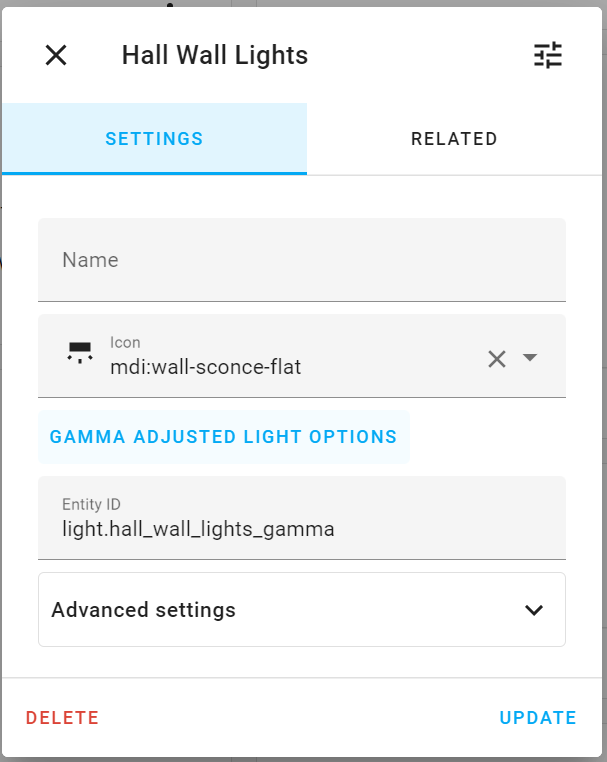 Hall Wall Lights
SETTINGS
RELATED
Name
Icon
mdi:wall-sconce-flat
GAMMA ADJUSTED LIGHT OPTIONS
Entity ID
light.hall_wall_lights_gamma
Advanced settings
DELETE
UPDATE